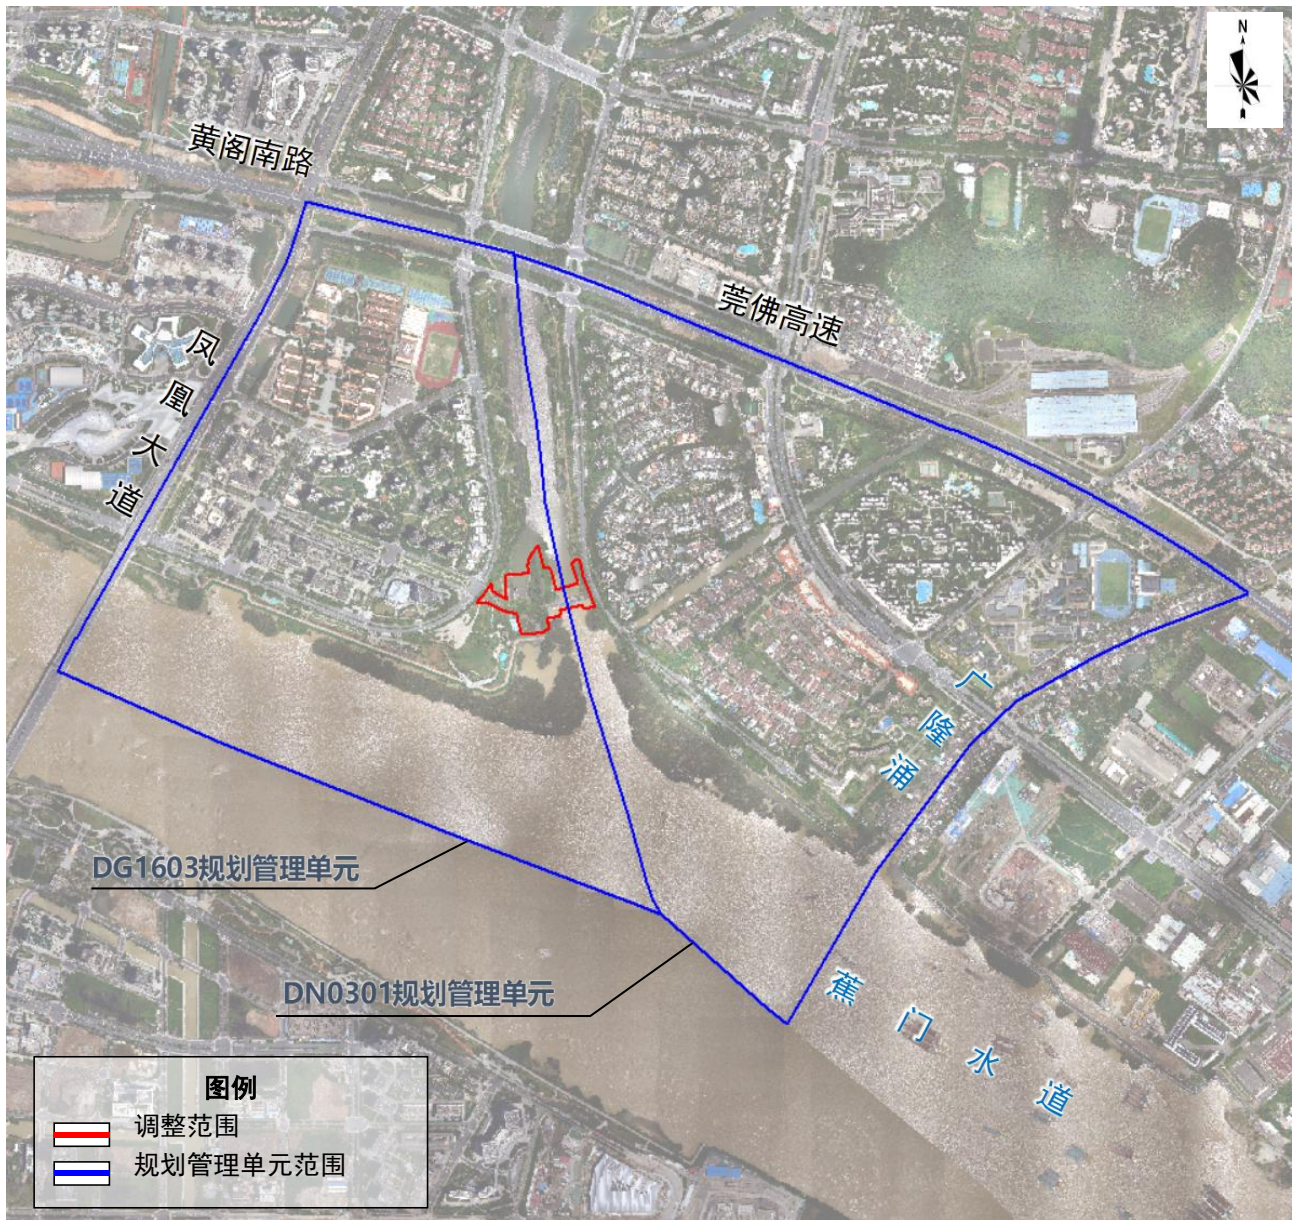 N
黄阁南路
莞佛高速
凤凰大道
广隆涌
DG1603规划管理单元
DN0301规划管理单元
蕉门水道
图例
调整范围
规划管理单元范围